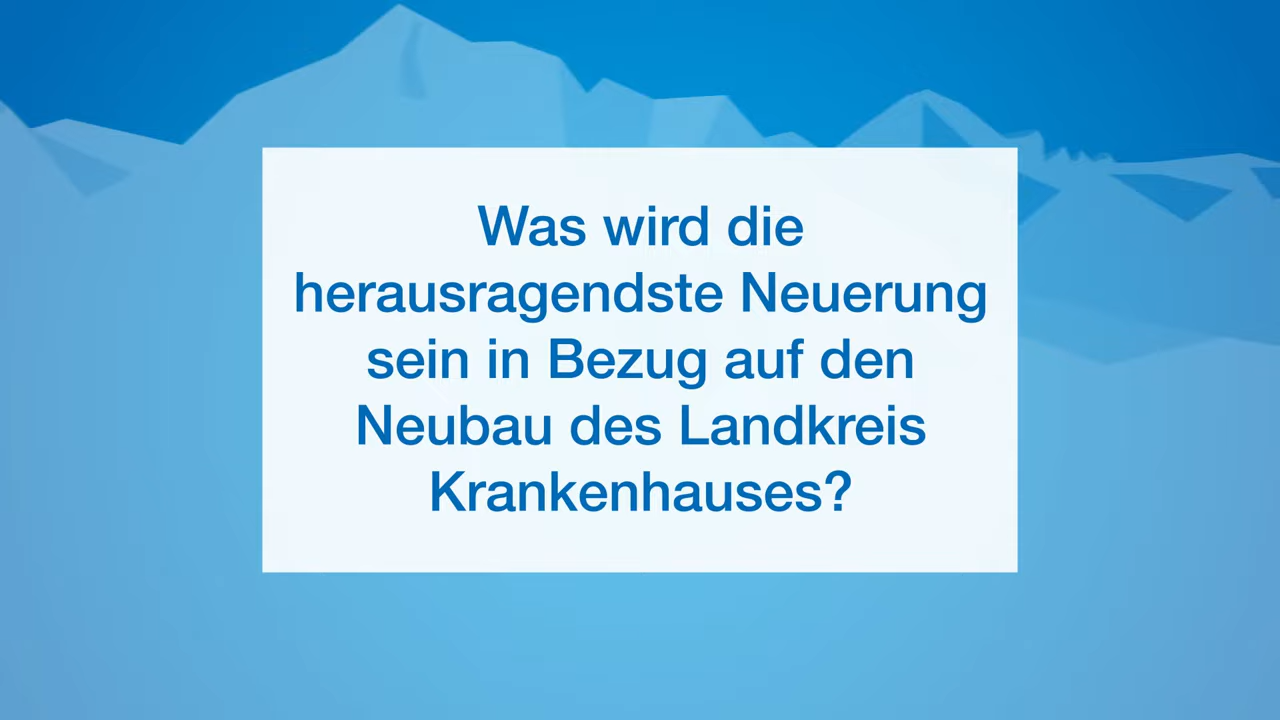 Was wird die
herausragendste Neuerung
sein in Bezug auf den
Neubau des Landkreis
Krankenhauses?